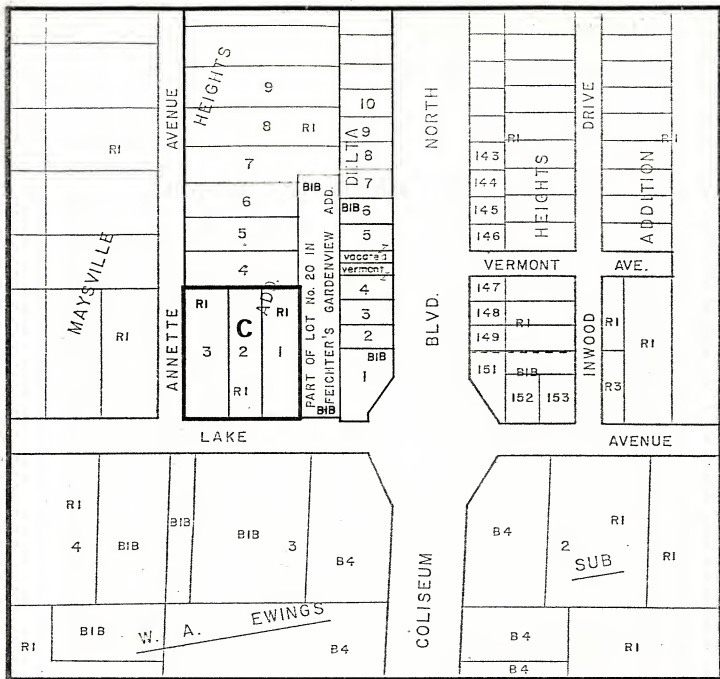 HEIGHTS
9
8 R1
7
6
5
4
AVENUE
ANNETTE
MAYSVILLE
R1
R1
ADD.
R1
R1
C
3
2
1
R1
B1B
PART OF LOT No. 20 IN
FEICHTER'S GARDENVIEW ADD.
B1B
DELTA
10
9
8
7
B1B 6
5
vacated
vermont
4
3
2
B1B
1
NORTH
BLVD.
COLISEUM
143
144
145
146
R1
HEIGHTS
DRIVE
INWOOD
ADDITION
R1
VERMONT AVE.
147
148
149
R1
151
B1B
152
153
R1
R3
R1
LAKE AVENUE
R1
4
B1B
B1B
B1B
3
B4
B4
2
R1
SUB
R1
R1
B1B
W. A. EWINGS
B4
B4
B4
R1